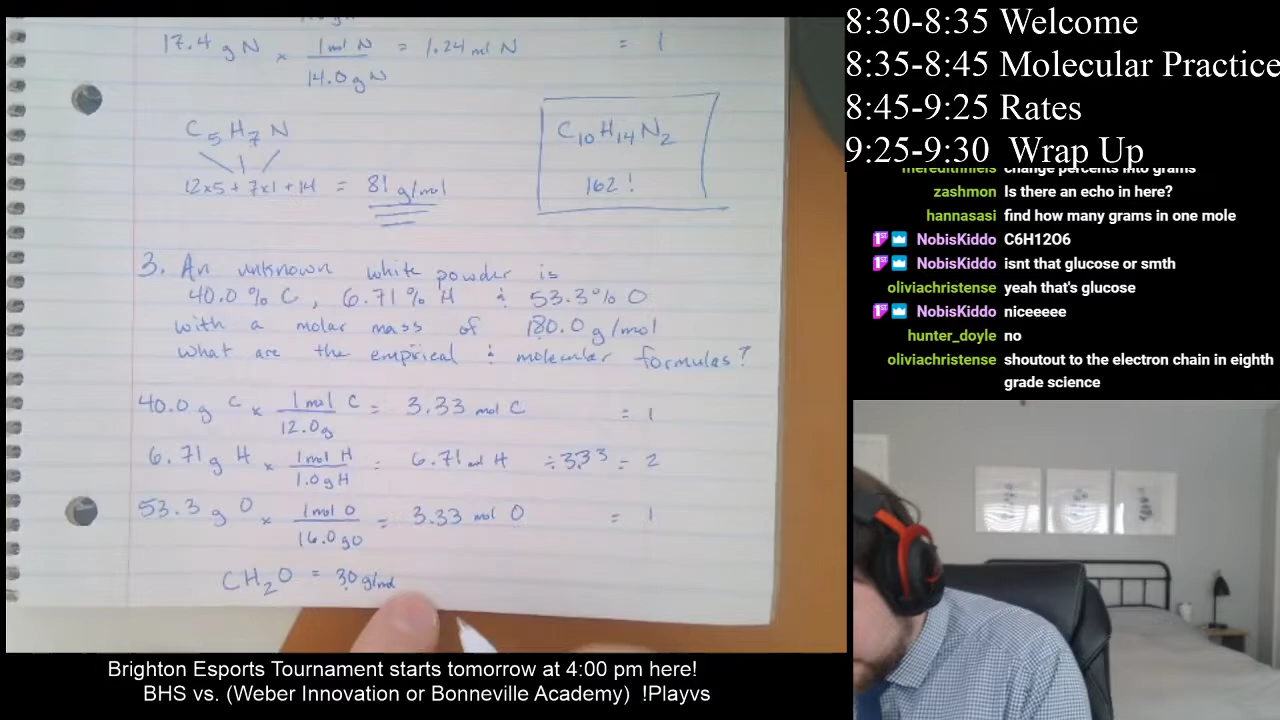 17.4 g N × 1 mol N / 14.0 g N = 1.24 mol N = 1
C5H7N
12x5 + 7x1 + 14 = 81 g/mol
C10H14N2
162!
3. An unknown white powder is
40.0% C, 6.71% H & 53.3% O
with a molar mass of 180.0 g/mol
What are the empirical & molecular formulas?
40.0 g C × 1 mol C / 12.0g = 3.33 mol C = 1
6.71 g H × 1 mol H / 1.0g H = 6.71 mol H ÷ 3.33 = 2
53.3 g O × 1 mol O / 16.0 g O = 3.33 mol O = 1
CH2O = 30 g/mol
8:30-8:35 Welcome
8:35-8:45 Molecular Practice
8:45-9:25 Rates
9:25-9:30 Wrap Up
meredithniels change percents into grams
zashmon Is there an echo in here?
hannasasi find how many grams in one mole
NobisKiddo C6H12O6
NobisKiddo isnt that glucose or smth
oliviachristense yeah that's glucose
NobisKiddo niceeeee
hunter_doyle no
oliviachristense shoutout to the electron chain in eighth
grade science
Brighton Esports Tournament starts tomorrow at 4:00 pm here!
BHS vs. (Weber Innovation or Bonneville Academy) !Playvs